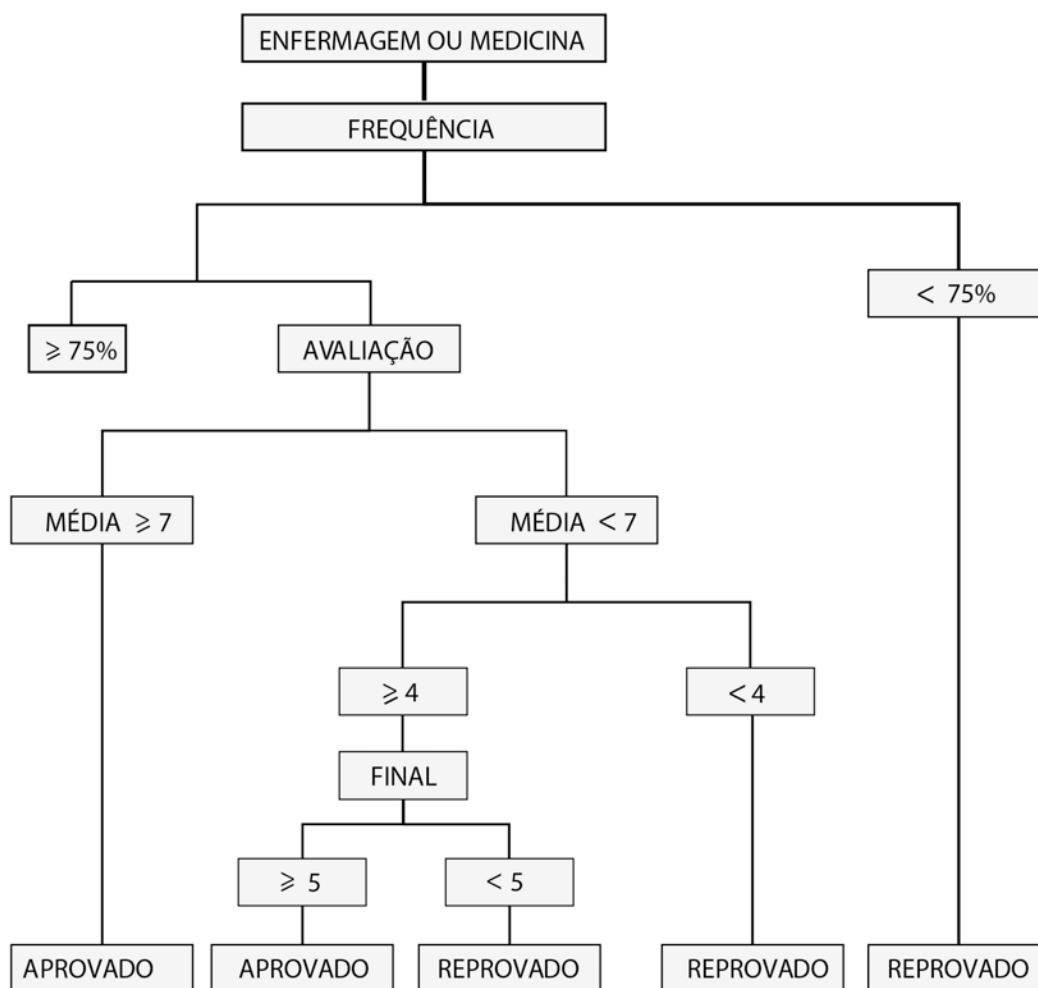 ENFERMAGEM OU MEDICINA
FREQUÊNCIA
< 75%
⩾ 75%
AVALIAÇÃO
MÉDIA ⩾ 7
MÉDIA < 7
⩾ 4
< 4
FINAL
⩾ 5
< 5
APROVADO
APROVADO
REPROVADO
REPROVADO
REPROVADO